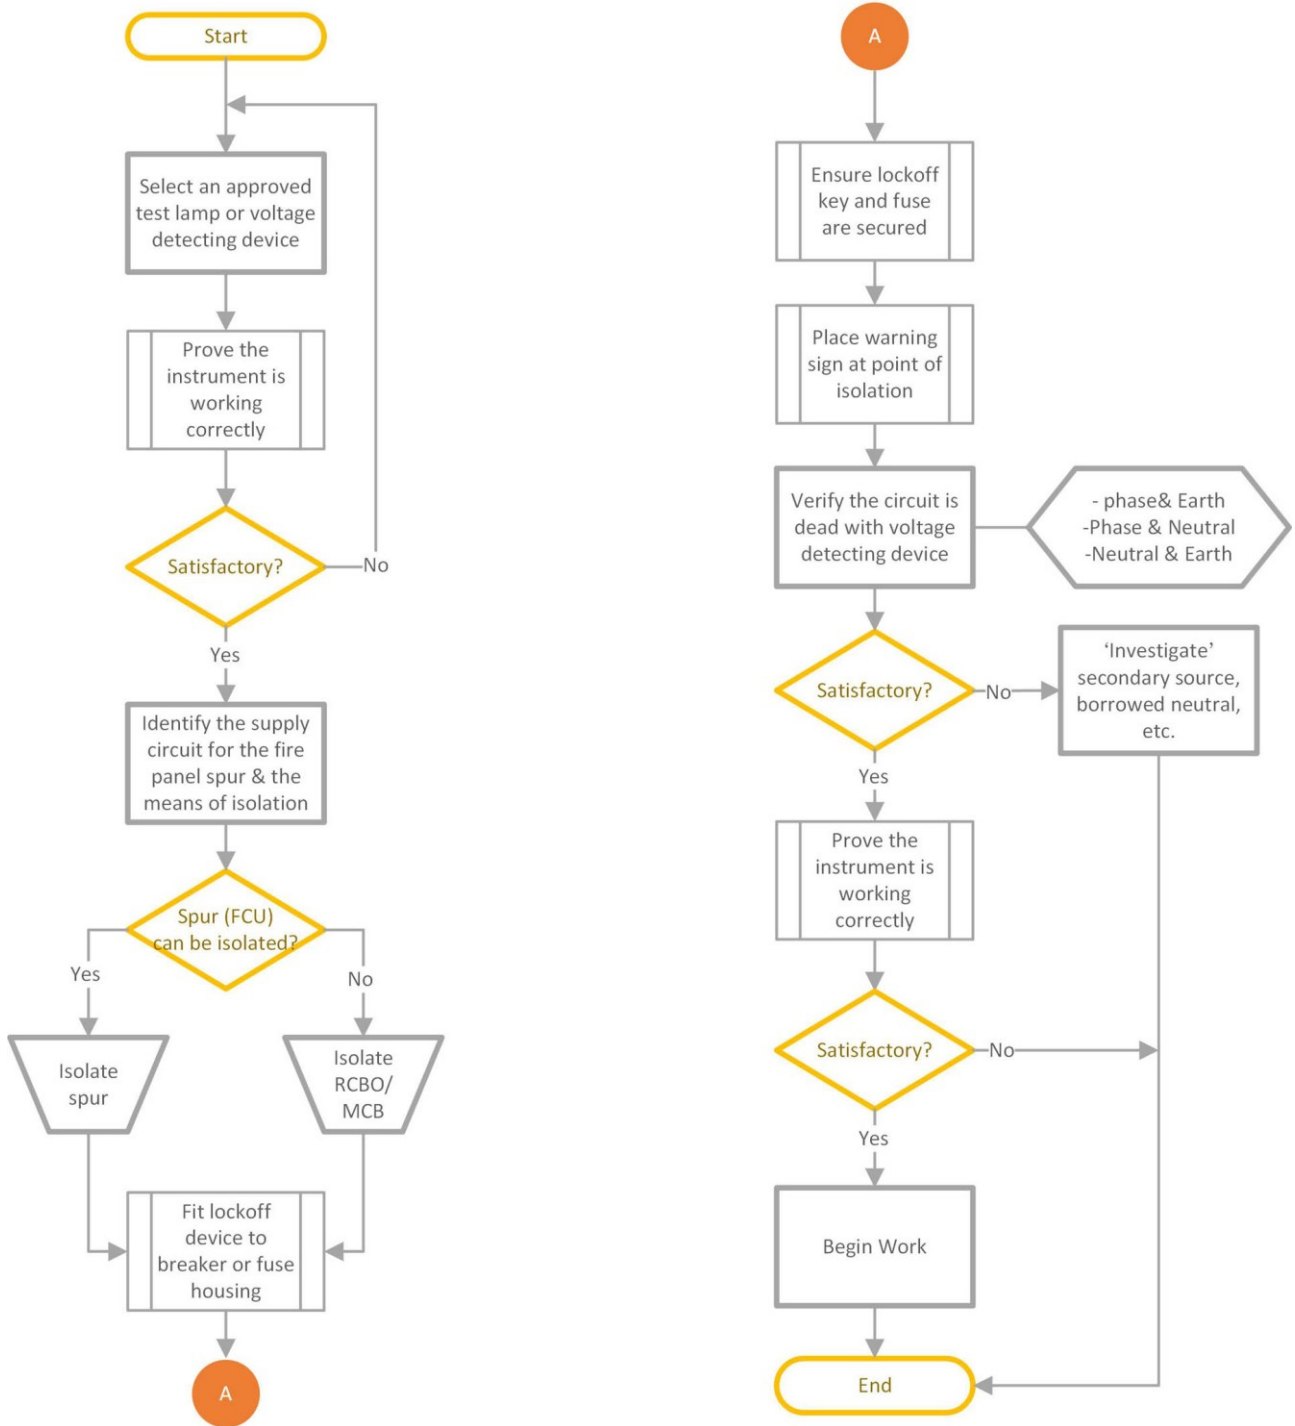 Start
Select an approved
test lamp or voltage
detecting device
Prove the
instrument is
working
correctly
Satisfactory?
No
Yes
Identify the supply
circuit for the fire
panel spur & the
means of isolation
Spur (FCU)
can be isolated?
Yes
No
Isolate
spur
Isolate
RCBO/
MCB
Fit lockoff
device to
breaker or fuse
housing
A
A
Ensure lockoff
key and fuse
are secured
Place warning
sign at point of
isolation
Verify the circuit is
dead with voltage
detecting device
- phase& Earth
-Phase & Neutral
-Neutral & Earth
Satisfactory?
No
‘Investigate’
secondary source,
borrowed neutral,
etc.
Yes
Prove the
instrument is
working
correctly
Satisfactory?
No
Yes
Begin Work
End